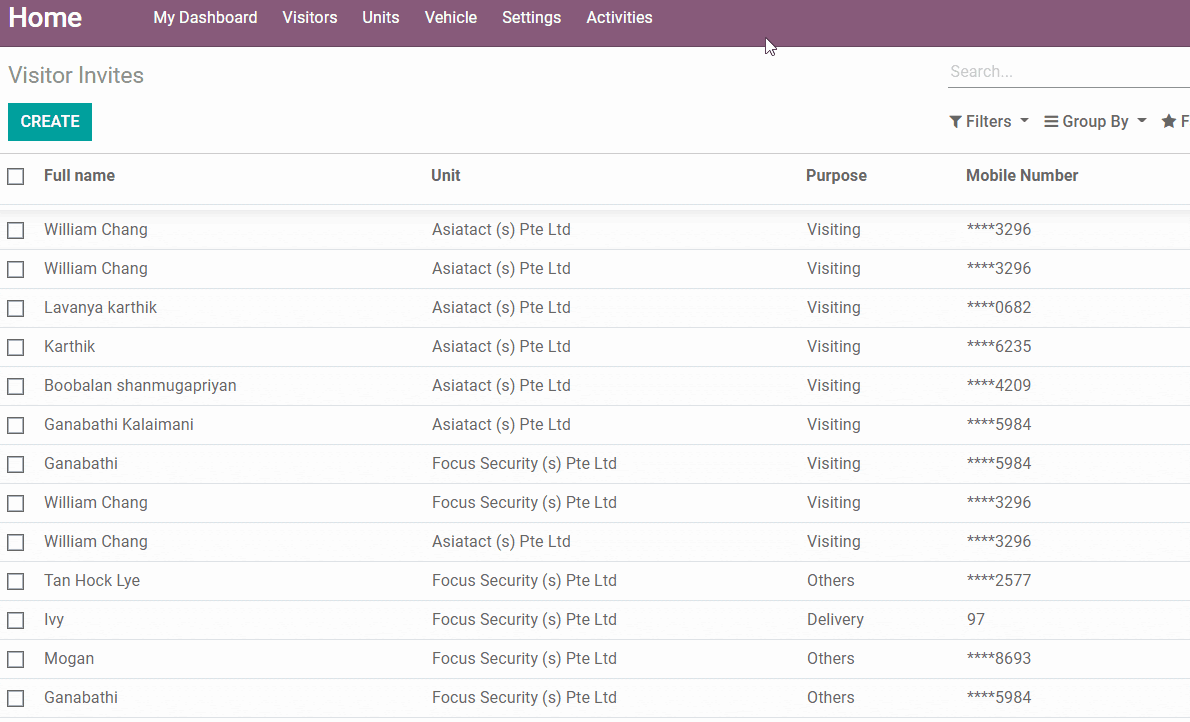 Home My Dashboard Visitors Units Vehicle Settings Activities
Visitor Invites
Search...
CREATE
Filters Group By F
Full name Unit Purpose Mobile Number
William Chang Asiatact (s) Pte Ltd Visiting ****3296
William Chang Asiatact (s) Pte Ltd Visiting ****3296
Lavanya karthik Asiatact (s) Pte Ltd Visiting ****0682
Karthik Asiatact (s) Pte Ltd Visiting ****6235
Boobalan shanmugapriyan Asiatact (s) Pte Ltd Visiting ****4209
Ganabathi Kalaimani Asiatact (s) Pte Ltd Visiting ****5984
Ganabathi Focus Security (s) Pte Ltd Visiting ****5984
William Chang Focus Security (s) Pte Ltd Visiting ****3296
William Chang Asiatact (s) Pte Ltd Visiting ****3296
Tan Hock Lye Focus Security (s) Pte Ltd Others ****2577
Ivy Focus Security (s) Pte Ltd Delivery 97
Mogan Focus Security (s) Pte Ltd Others ****8693
Ganabathi Focus Security (s) Pte Ltd Others ****5984